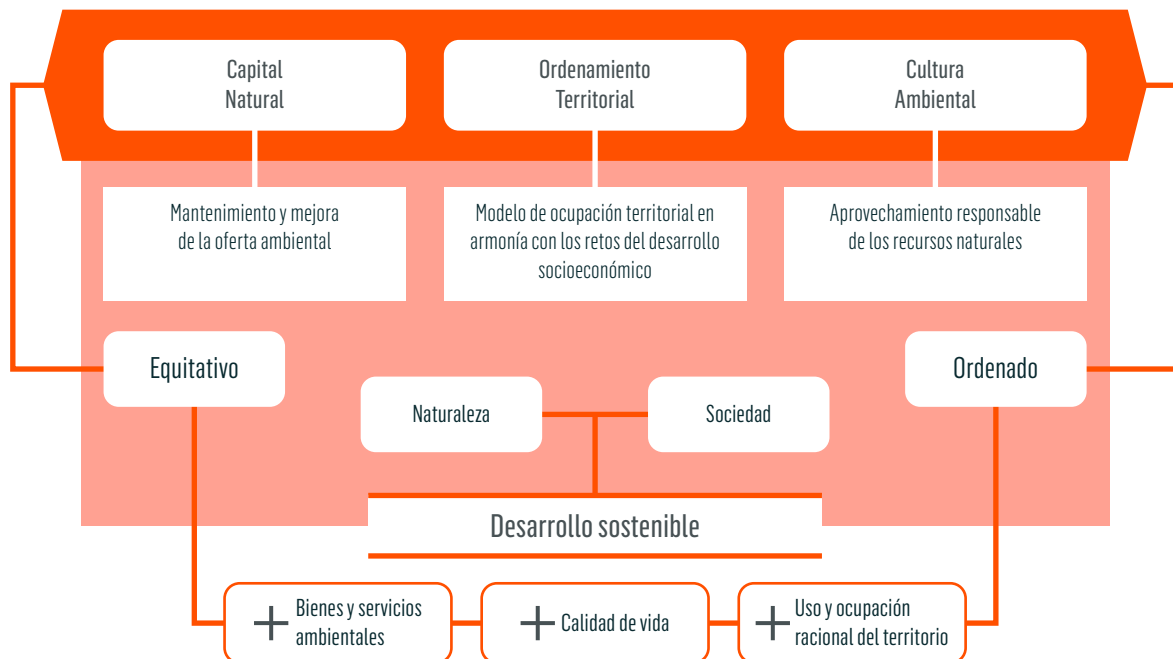 Capital
Natural
Ordenamiento
Territorial
Cultura
Ambiental
Mantenimiento y mejora
de la oferta ambiental
Modelo de ocupación territorial en
armonía con los retos del desarrollo
socioeconómico
Aprovechamiento responsable
de los recursos naturales
Equitativo
Ordenado
Naturaleza
Sociedad
Desarrollo sostenible
+ Bienes y servicios
ambientales
+ Calidad de vida
+ Uso y ocupación
racional del territorio